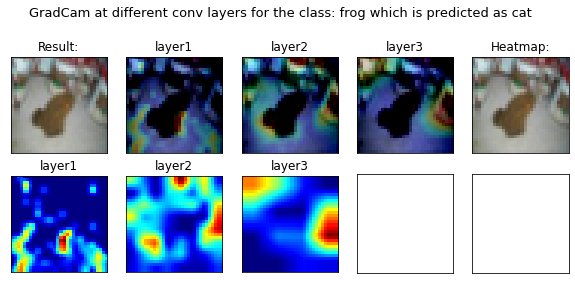 GradCam at different conv layers for the class: frog which is predicted as cat
Result: layer1 layer2 layer3 Heatmap:
layer1 layer2 layer3